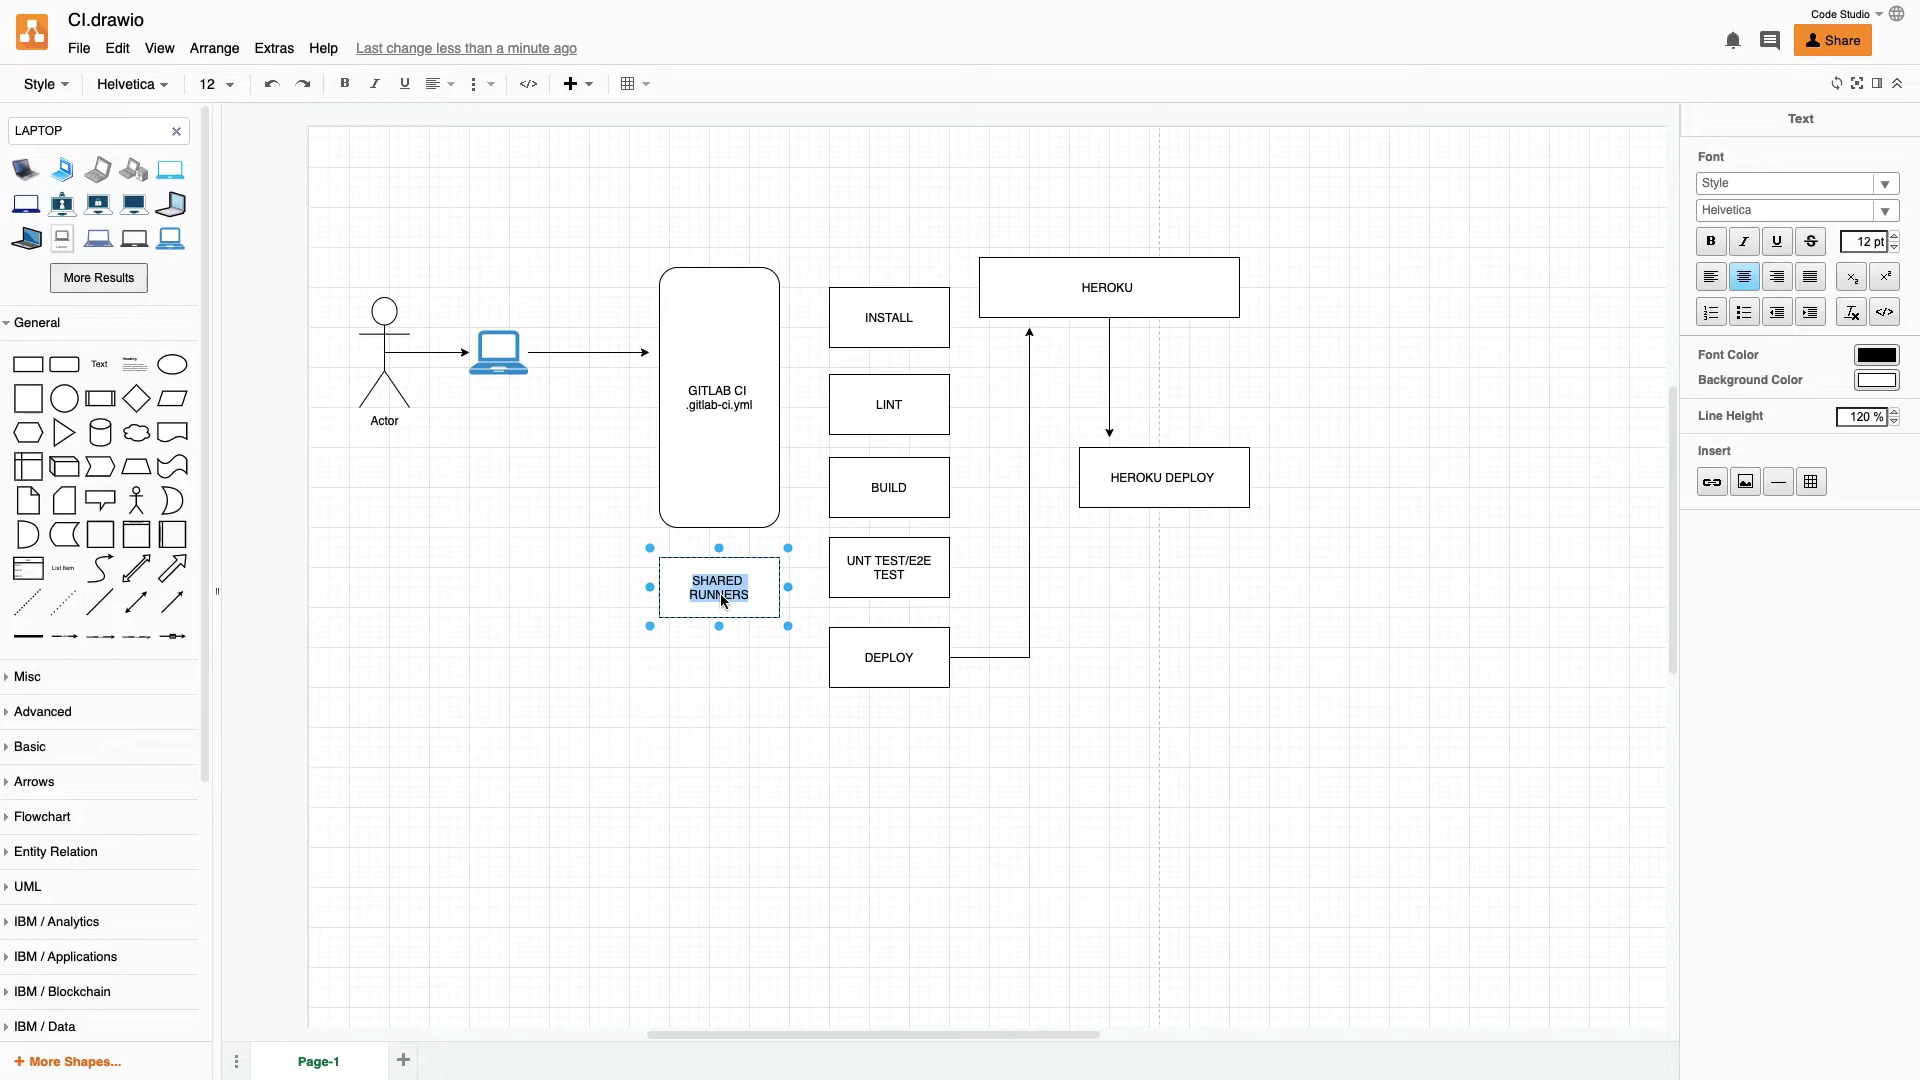 CI.drawio
Code Studio
File Edit View Arrange Extras Help Last change less than a minute ago
Share
Style Helvetica 12
LAPTOP
More Results
General
Text
Heading
List Item
Misc
Advanced
Basic
Arrows
Flowchart
Entity Relation
UML
IBM / Analytics
IBM / Applications
IBM / Blockchain
IBM / Data
+ More Shapes...
Actor
GITLAB CI
.gitlab-ci.yml
SHARED
RUNNERS
INSTALL
LINT
BUILD
UNT TEST/E2E
TEST
DEPLOY
HEROKU
HEROKU DEPLOY
Page-1
Text
Font
Style
Helvetica
B I U S 12 pt
Font Color
Background Color
Line Height 120 %
Insert